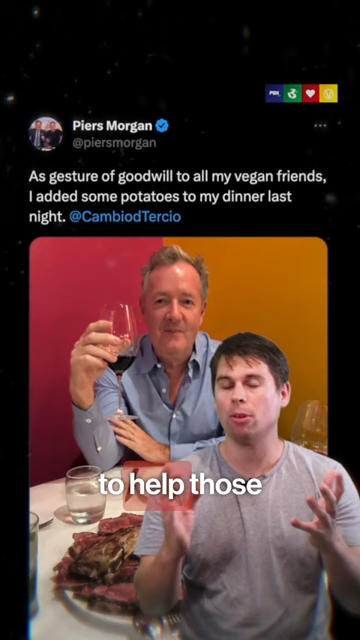 PBN
Piers Morgan
@piersmorgan
As gesture of goodwill to all my vegan friends,
I added some potatoes to my dinner last
night. @CambiodTercio
to help those